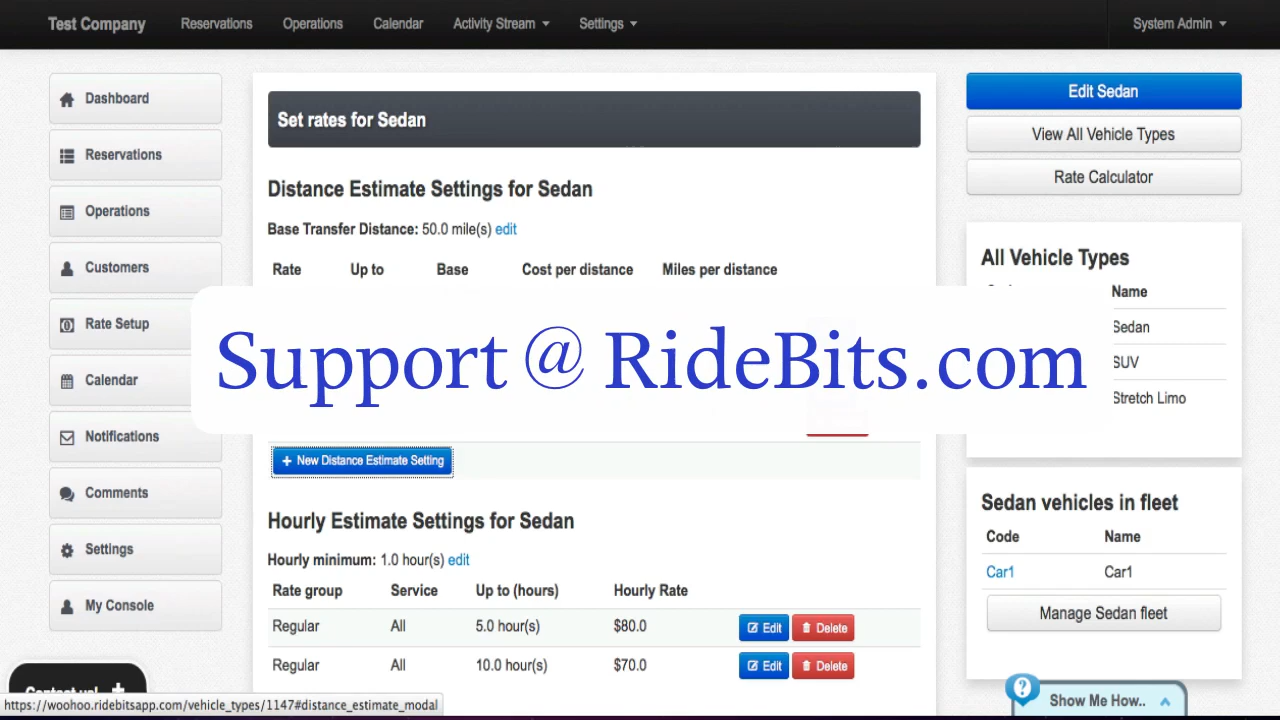 Test Company Reservations Operations Calendar Activity Stream Settings System Admin
Dashboard
Reservations
Operations
Customers
Rate Setup
Calendar
Notifications
Comments
Settings
My Console
Set rates for Sedan
Distance Estimate Settings for Sedan
Base Transfer Distance: 50.0 mile(s) edit
Rate Up to Base Cost per distance Miles per distance
Support @ RideBits.com
+ New Distance Estimate Setting
Hourly Estimate Settings for Sedan
Hourly minimum: 1.0 hour(s) edit
Rate group Service Up to (hours) Hourly Rate
Regular All 5.0 hour(s) $80.0 Edit Delete
Regular All 10.0 hour(s) $70.0 Edit Delete
Edit Sedan
View All Vehicle Types
Rate Calculator
All Vehicle Types
Name
Sedan
SUV
Stretch Limo
Sedan vehicles in fleet
Code Name
Car1 Car1
Manage Sedan fleet
? Show Me How..
Contact us! +
https://woohoo.ridebitsapp.com/vehicle_types/1147#distance_estimate_modal